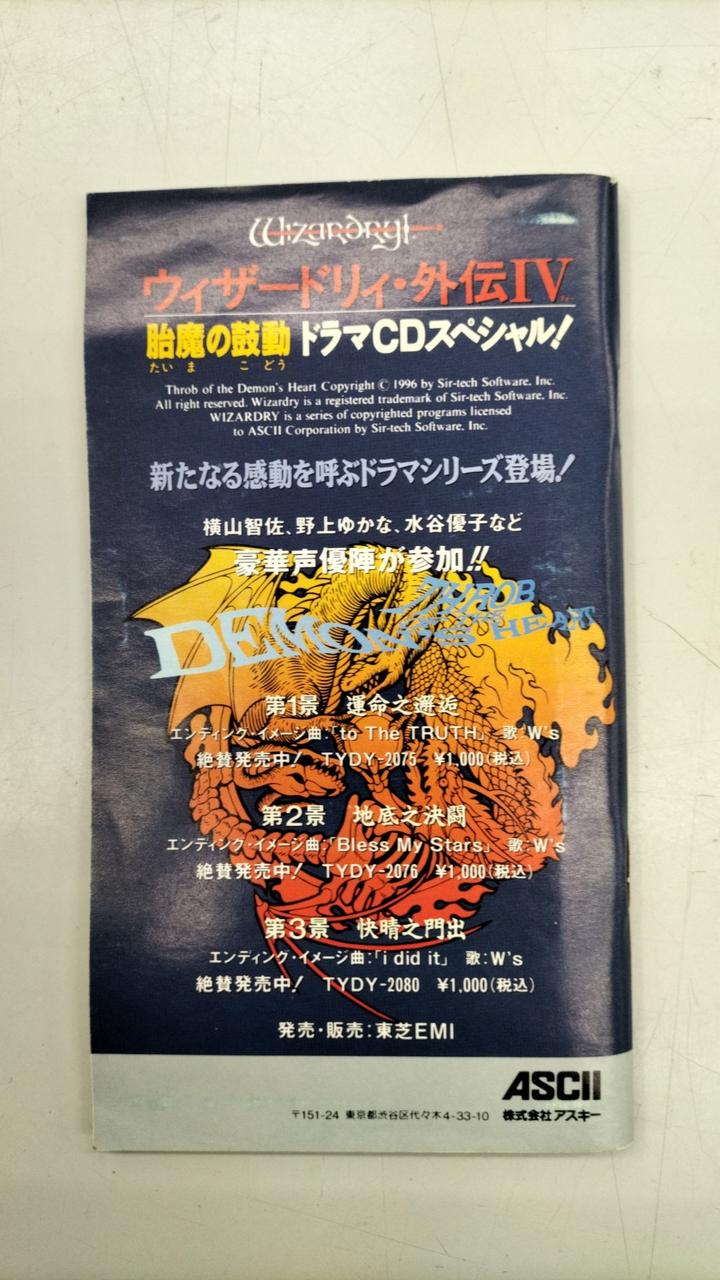 Wizardry
ウィザードリィ・外伝IV
フォー
胎魔の鼓動 ドラマCDスペシャル!
たいま こどう
Throb of the Demon's Heart Copyright © 1996 by Sir-tech Software, Inc.
All right reserved. Wizardry is a registered trademark of Sir-tech Software, Inc.
WIZARDRY is a series of copyrighted programs licensed
to ASCII Corporation by Sir-tech Software, Inc.
新たなる感動を呼ぶドラマシリーズ登場!
横山智佐、野上ゆかな、水谷優子など
豪華声優陣が参加!!
THROB
OF THE
DEMON'S HEART
第1景 運命之邂逅
エンディング・イメージ曲:「to The TRUTH」 歌:W's
絶賛発売中! TYDY-2075 ¥1,000(税込)
第2景 地底之決闘
エンディング・イメージ曲:「Bless My Stars」 歌:W's
絶賛発売中! TYDY-2076 ¥1,000(税込)
第3景 快晴之門出
エンディング・イメージ曲:「i did it」 歌:W's
絶賛発売中! TYDY-2080 ¥1,000(税込)
発売・販売:東芝EMI
ASCII
〒151-24 東京都渋谷区代々木4-33-10 株式会社アスキー